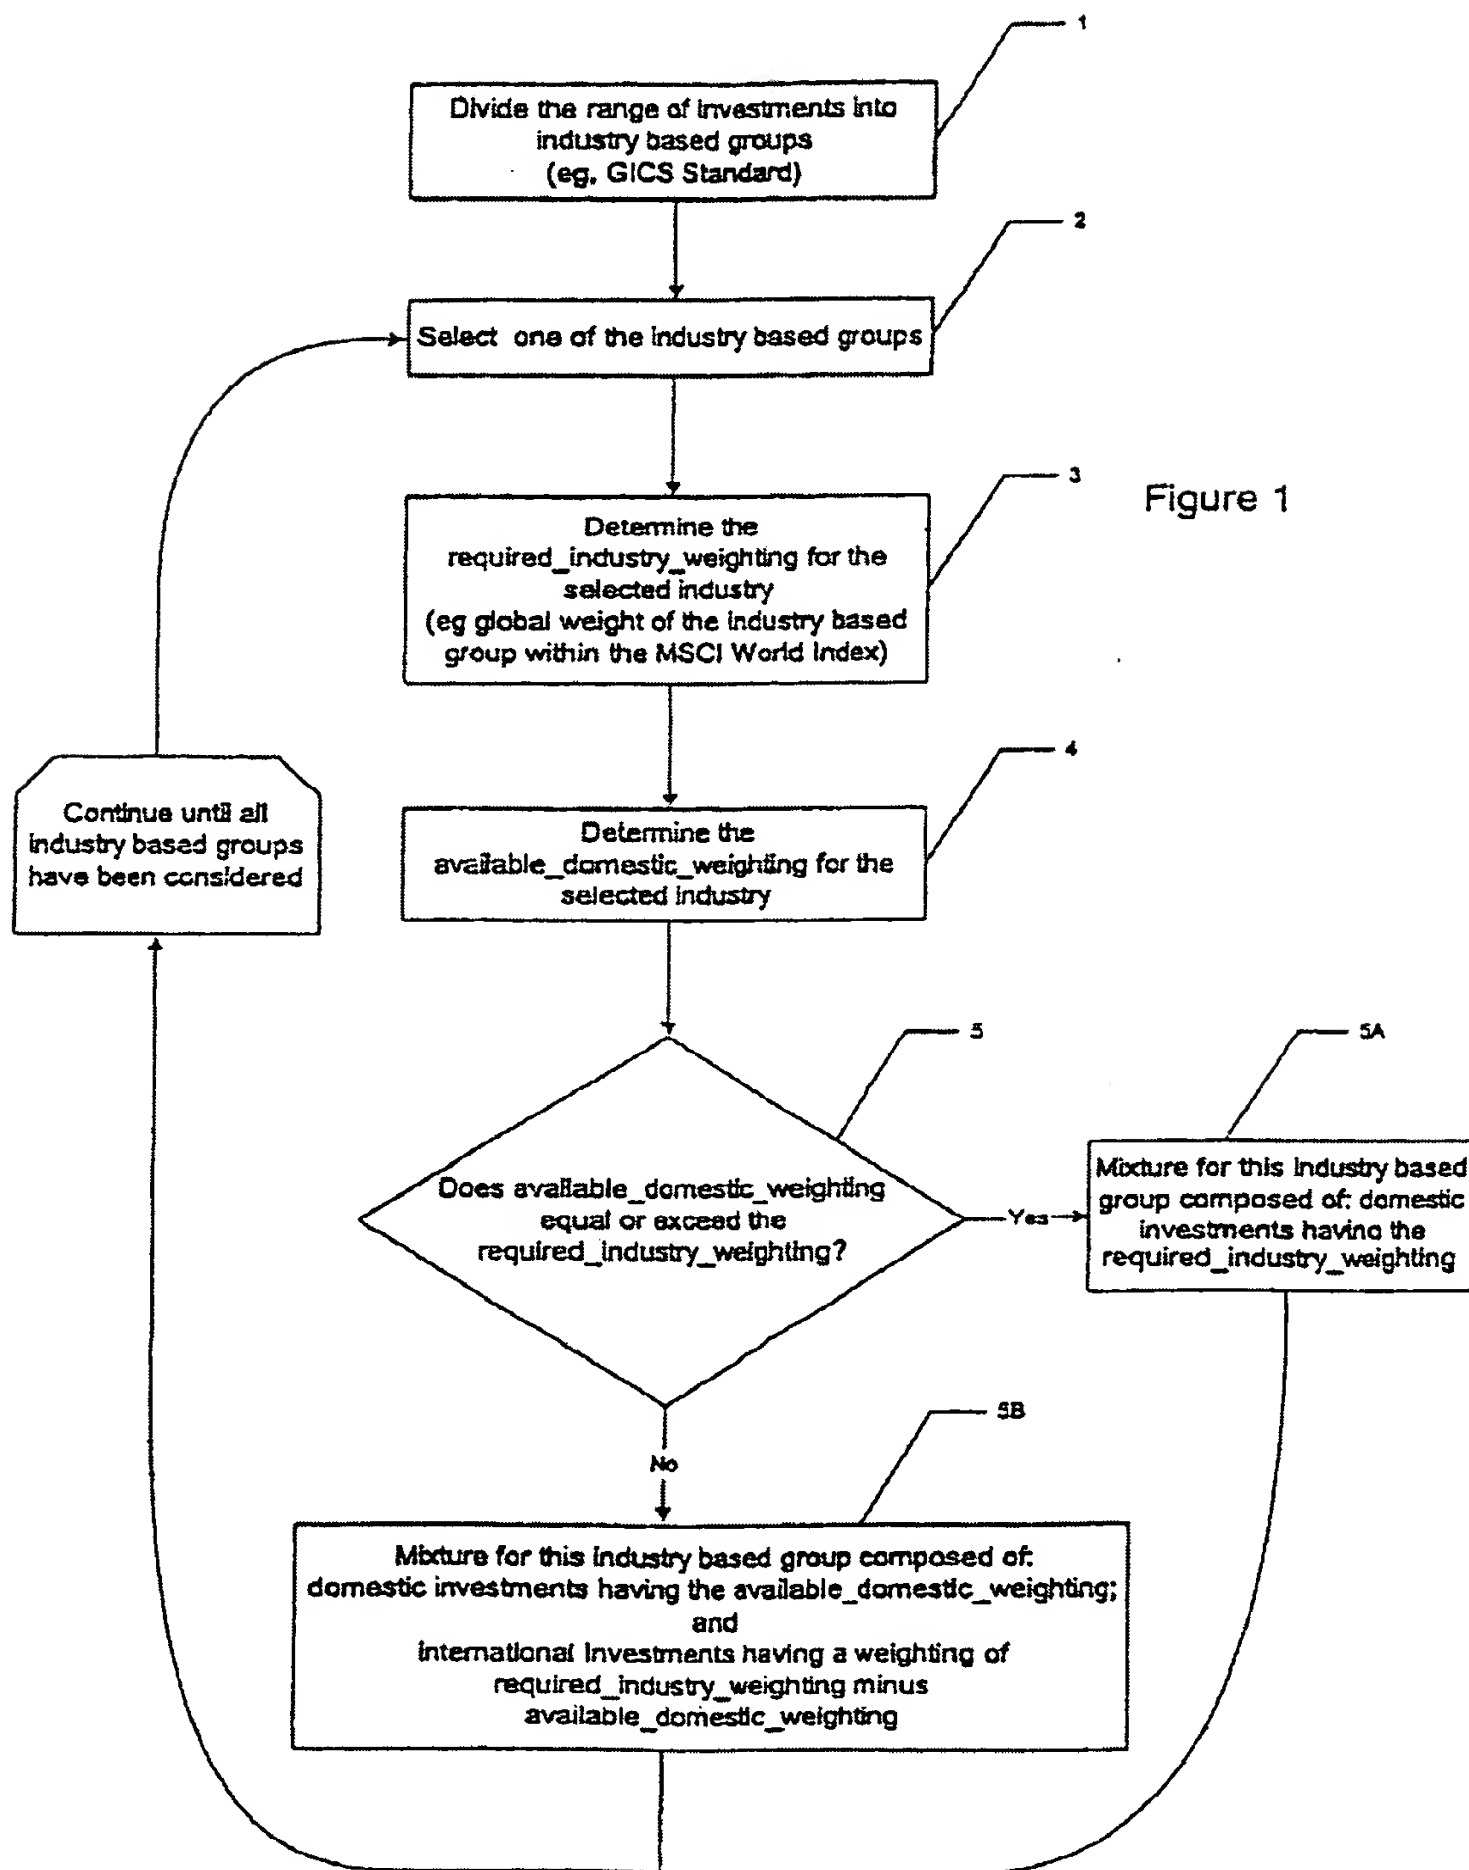 1
Divide the range of investments into
industry based groups
(eg, GICS Standard)
2
Select one of the industry based groups
3
Figure 1
Determine the
required_industry_weighting for the
selected industry
(eg global weight of the industry based
group within the MSCI World Index)
4
Continue until all
industry based groups
have been considered
Determine the
available_domestic_weighting for the
selected industry
5
5A
Does available_domestic_weighting
equal or exceed the
required_industry_weighting?
Yes
Mixture for this industry based
group composed of: domestic
investments having the
required_industry_weighting
5B
No
Mixture for this industry based group composed of:
domestic investments having the available_domestic_weighting;
and
international investments having a weighting of
required_industry_weighting minus
available_domestic_weighting